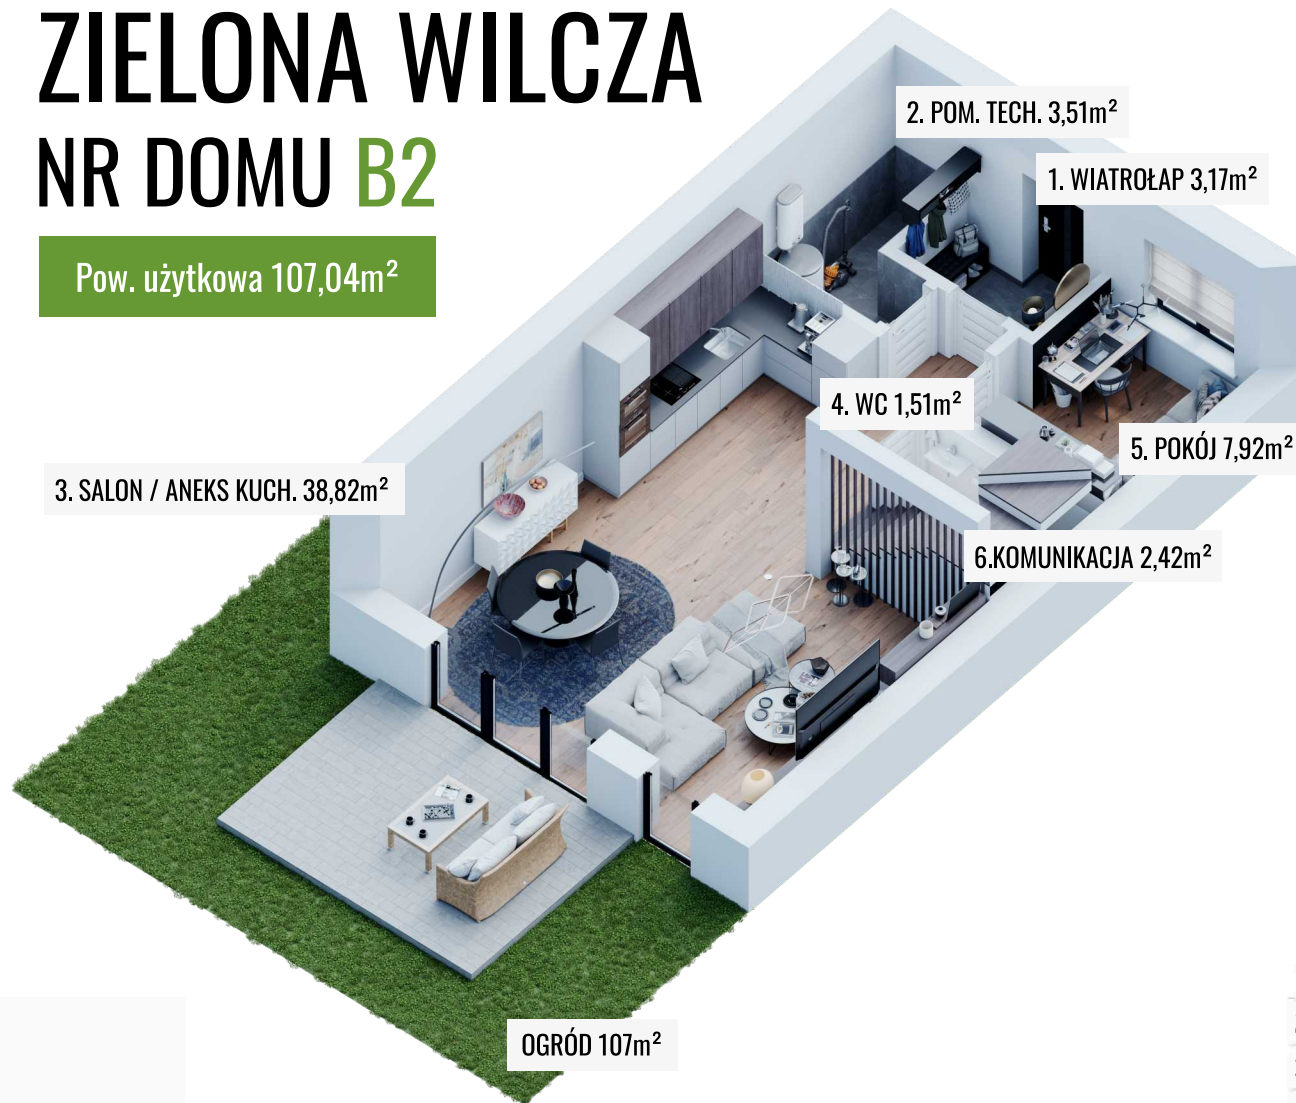 ZIELONA WILCZA
NR DOMU B2
Pow. użytkowa 107,04m²
2. POM. TECH. 3,51m²
1. WIATROŁAP 3,17m²
4. WC 1,51m²
5. POKÓJ 7,92m²
3. SALON / ANEKS KUCH. 38,82m²
6.KOMUNIKACJA 2,42m²
OGRÓD 107m²